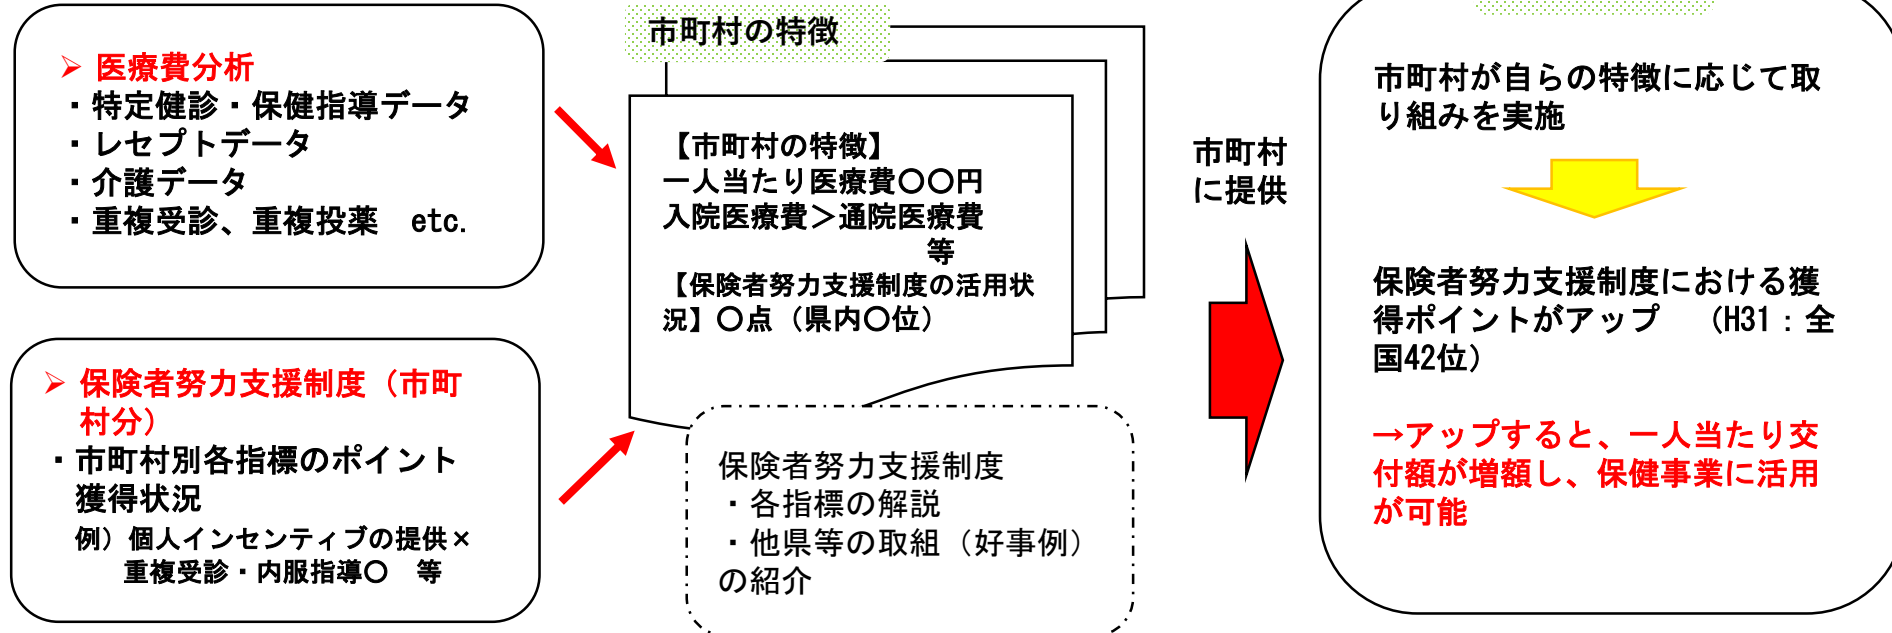 ➢ 医療費分析
・特定健診・保健指導データ
・レセプトデータ
・介護データ
・重複受診、重複投薬　etc.
➢ 保険者努力支援制度（市町
村分）
・市町村別各指標のポイント
獲得状況
例）個人インセンティブの提供×
重複受診・内服指導〇　等
市町村の特徴
【市町村の特徴】
一人当たり医療費〇〇円
入院医療費＞通院医療費
等
【保険者努力支援制度の活用状
況】〇点（県内〇位）
保険者努力支援制度
・各指標の解説
・他県等の取組（好事例）
の紹介
市町村
に提供
市町村が自らの特徴に応じて取
り組みを実施
保険者努力支援制度における獲
得ポイントがアップ　（H31：全
国42位）
→アップすると、一人当たり交
付額が増額し、保健事業に活用
が可能